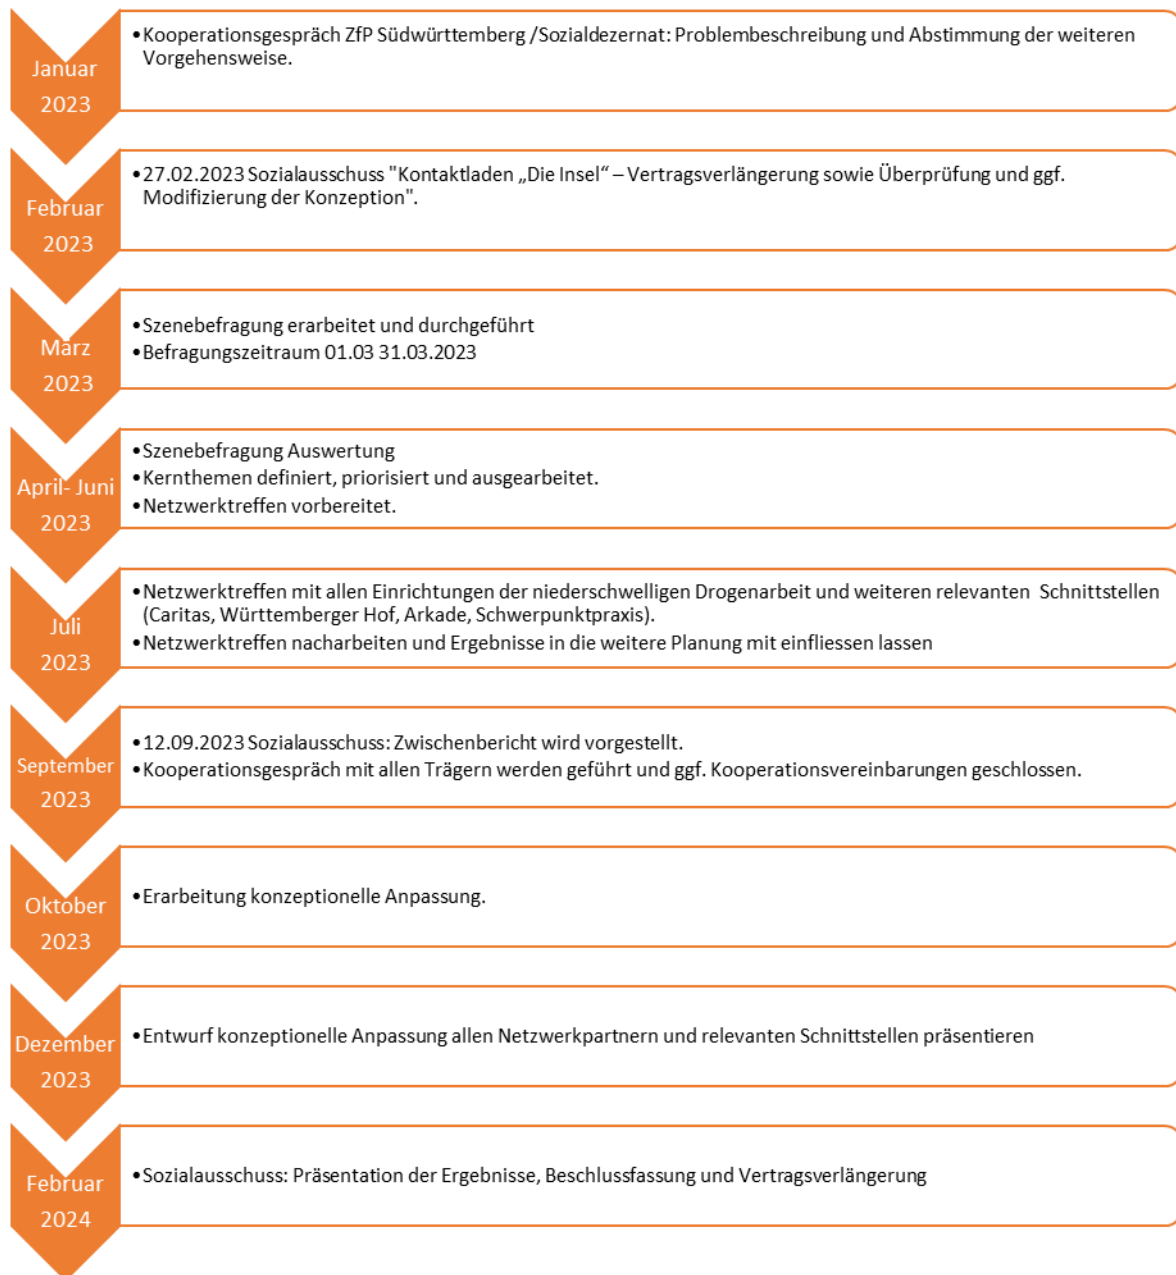 Januar
2023
•Kooperationsgespräch ZfP Südwürttemberg /Sozialdezernat: Problembeschreibung und Abstimmung der weiteren
Vorgehensweise.
Februar
2023
•27.02.2023 Sozialausschuss "Kontaktladen „Die Insel“ – Vertragsverlängerung sowie Überprüfung und ggf.
Modifizierung der Konzeption".
März
2023
•Szenebefragung erarbeitet und durchgeführt
•Befragungszeitraum 01.03 31.03.2023
April- Juni
2023
•Szenebefragung Auswertung
•Kernthemen definiert, priorisiert und ausgearbeitet.
•Netzwerktreffen vorbereitet.
Juli
2023
•Netzwerktreffen mit allen Einrichtungen der niederschwelligen Drogenarbeit und weiteren relevanten Schnittstellen
(Caritas, Württemberger Hof, Arkade, Schwerpunktpraxis).
•Netzwerktreffen nacharbeiten und Ergebnisse in die weitere Planung mit einfliessen lassen
September
2023
•12.09.2023 Sozialausschuss: Zwischenbericht wird vorgestellt.
•Kooperationsgespräch mit allen Trägern werden geführt und ggf. Kooperationsvereinbarungen geschlossen.
Oktober
2023
•Erarbeitung konzeptionelle Anpassung.
Dezember
2023
•Entwurf konzeptionelle Anpassung allen Netzwerkpartnern und relevanten Schnittstellen präsentieren
Februar
2024
•Sozialausschuss: Präsentation der Ergebnisse, Beschlussfassung und Vertragsverlängerung